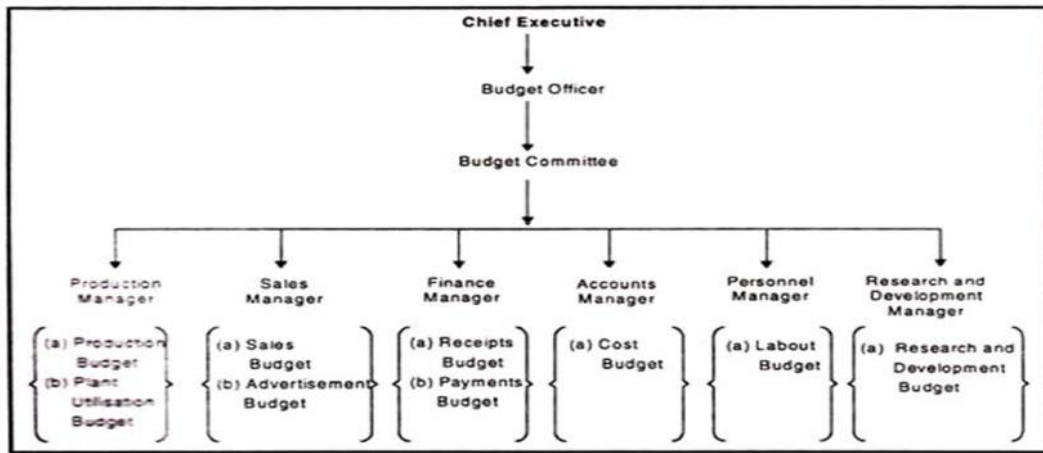 Chief Executive
Budget Officer
Budget Committee
Production
Manager
Sales
Manager
Finance
Manager
Accounts
Manager
Personnel
Manager
Research and
Development
Manager
(a) Production
Budget
(b) Plant
Utilisation
Budget
(a) Sales
Budget
(b) Advertisement
Budget
(a) Receipts
Budget
(b) Payments
Budget
(a) Cost
Budget
(a) Labout
Budget
(a) Research and
Development
Budget